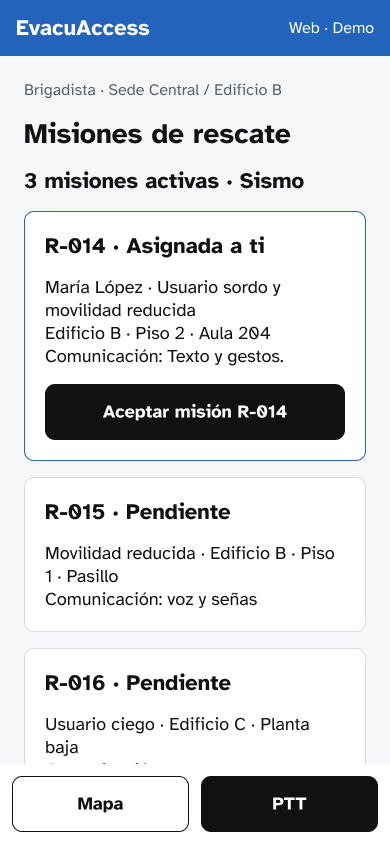 EvacuAccess
Web · Demo
Brigadista · Sede Central / Edificio B
Misiones de rescate
3 misiones activas · Sismo
R-014 · Asignada a ti
María López · Usuario sordo y
movilidad reducida
Edificio B · Piso 2 · Aula 204
Comunicación: Texto y gestos.
Aceptar misión R-014
R-015 · Pendiente
Movilidad reducida · Edificio B · Piso
1 · Pasillo
Comunicación: voz y señas
R-016 · Pendiente
Usuario ciego · Edificio C · Planta
baja
Mapa
PTT